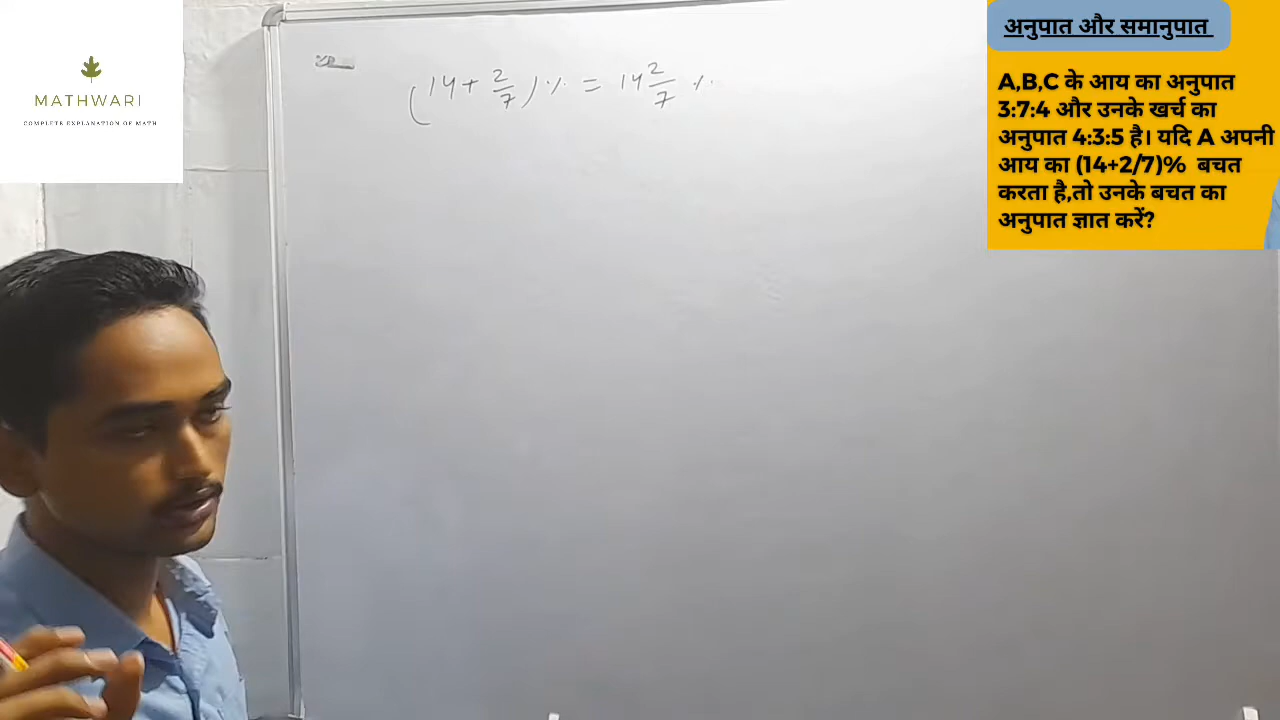 MATHWARI
COMPLETE EXPLANATION OF MATH
(14+2/7)% = 14 2/7 %
अनुपात और समानुपात
A,B,C के आय का अनुपात
3:7:4 और उनके खर्च का
अनुपात 4:3:5 है। यदि A अपनी
आय का (14+2/7)% बचत
करता है,तो उनके बचत का
अनुपात ज्ञात करें?